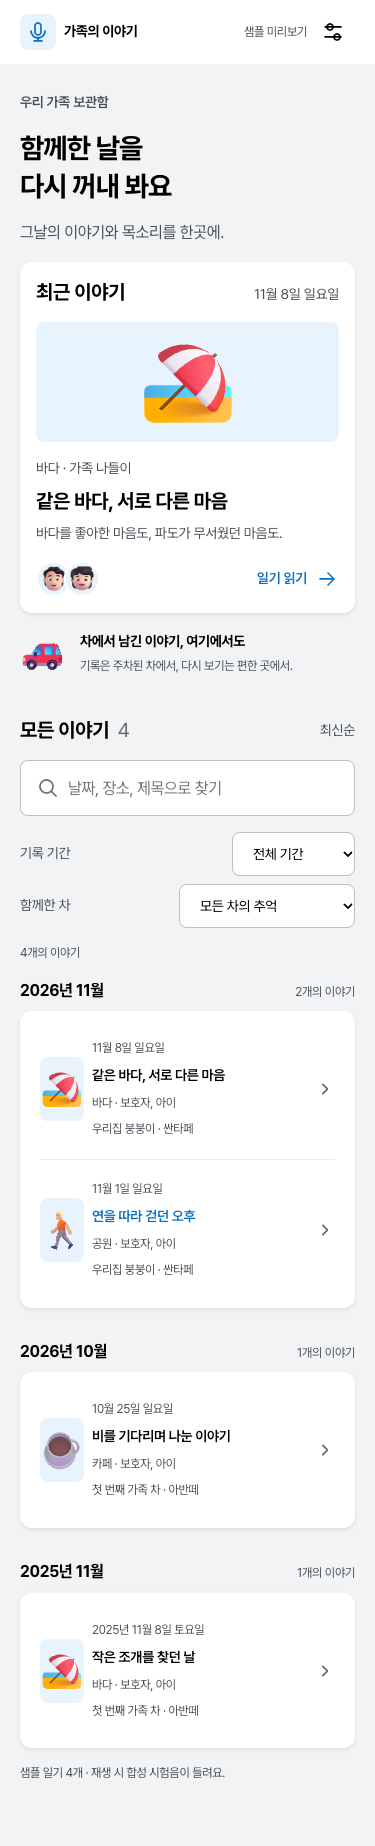 가족의 이야기
샘플 미리보기
우리 가족 보관함
함께한 날을
다시 꺼내 봐요
그날의 이야기와 목소리를 한곳에.
최근 이야기
11월 8일 일요일
바다 · 가족 나들이
같은 바다, 서로 다른 마음
바다를 좋아한 마음도, 파도가 무서웠던 마음도.
일기 읽기
차에서 남긴 이야기, 여기에서도
기록은 주차된 차에서, 다시 보기는 편한 곳에서.
모든 이야기 4
최신순
날짜, 장소, 제목으로 찾기
기록 기간
전체 기간
함께한 차
모든 차의 추억
4개의 이야기
2026년 11월
2개의 이야기
11월 8일 일요일
같은 바다, 서로 다른 마음
바다 · 보호자, 아이
우리집 붕붕이 · 싼타페
11월 1일 일요일
연을 따라 걷던 오후
공원 · 보호자, 아이
우리집 붕붕이 · 싼타페
2026년 10월
1개의 이야기
10월 25일 일요일
비를 기다리며 나눈 이야기
카페 · 보호자, 아이
첫 번째 가족 차 · 아반떼
2025년 11월
1개의 이야기
2025년 11월 8일 토요일
작은 조개를 찾던 날
바다 · 보호자, 아이
첫 번째 가족 차 · 아반떼
샘플 일기 4개 · 재생 시 합성 시험음이 들려요.